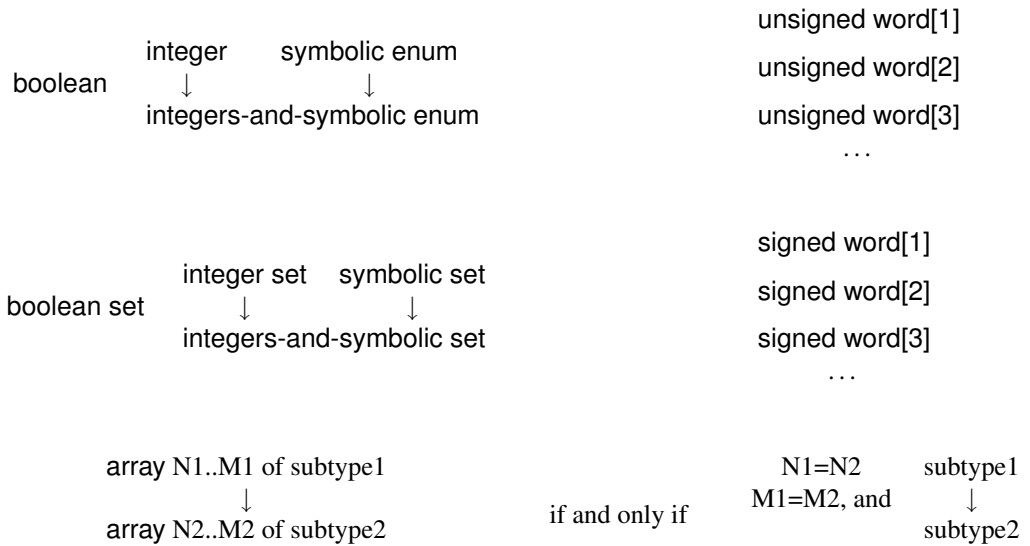 unsigned word[1]
integer symbolic enum
boolean ↓ ↓ unsigned word[2]
integers-and-symbolic enum unsigned word[3]
. . .
signed word[1]
integer set symbolic set
boolean set ↓ ↓ signed word[2]
integers-and-symbolic set signed word[3]
. . .
array N1..M1 of subtype1 N1=N2 subtype1
↓ if and only if M1=M2, and ↓
array N2..M2 of subtype2 subtype2